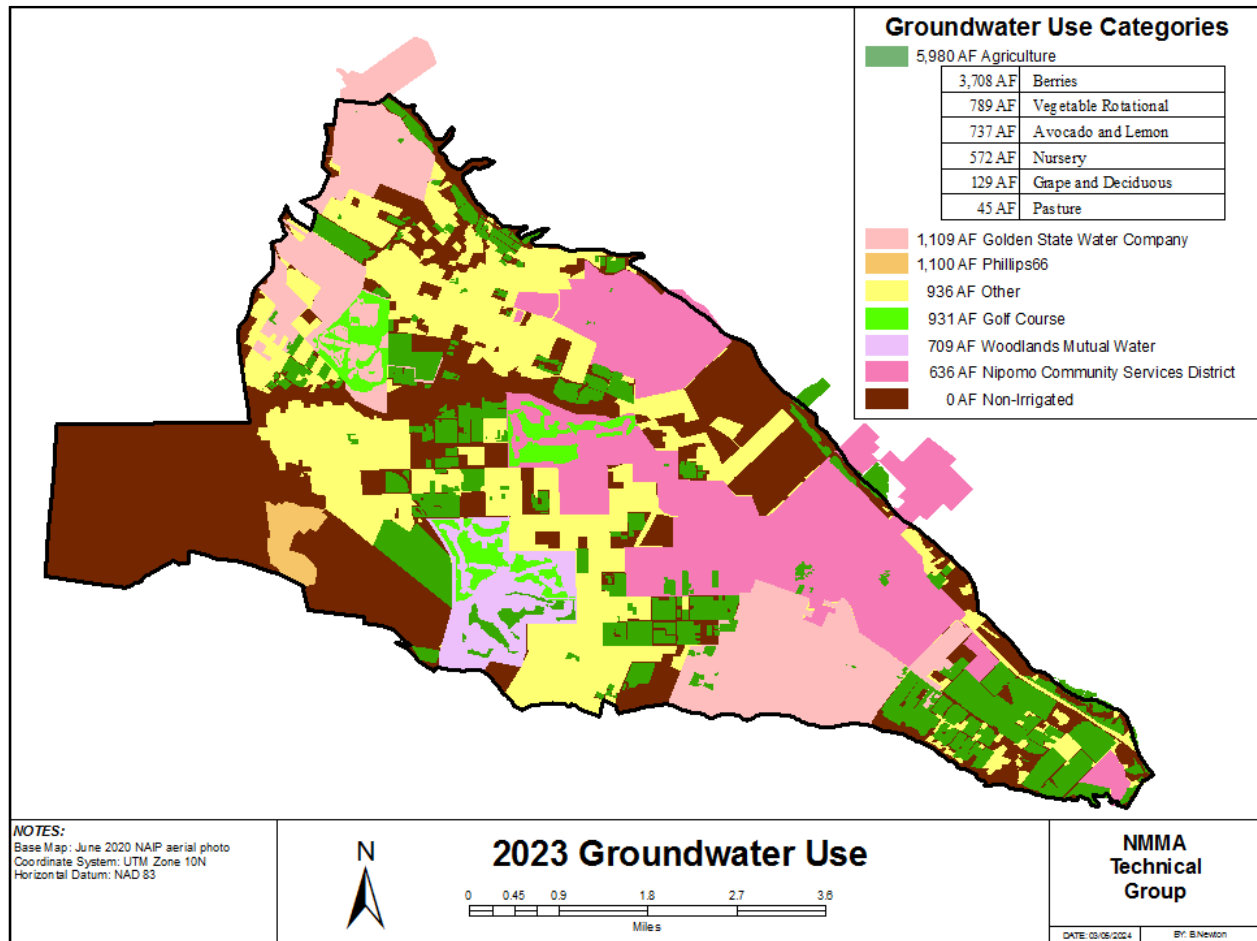 Groundwater Use Categories
5,980 AF Agriculture
3,708 AF Berries
789 AF Vegetable Rotational
737 AF Avocado and Lemon
572 AF Nursery
129 AF Grape and Deciduous
45 AF Pasture
1,109 AF Golden State Water Company
1,100 AF Phillips66
936 AF Other
931 AF Golf Course
709 AF Woodlands Mutual Water
636 AF Nipomo Community Services District
0 AF Non-Irrigated
NOTES:
Base Map: June 2020 NAIP aerial photo
Coordinate System: UTM Zone 10N
Horizontal Datum: NAD 83
N
2023 Groundwater Use
0 0.45 0.9 1.8 2.7 3.6
Miles
NMMA
Technical
Group
DATE: 03/05/2024 BY: B.Newton